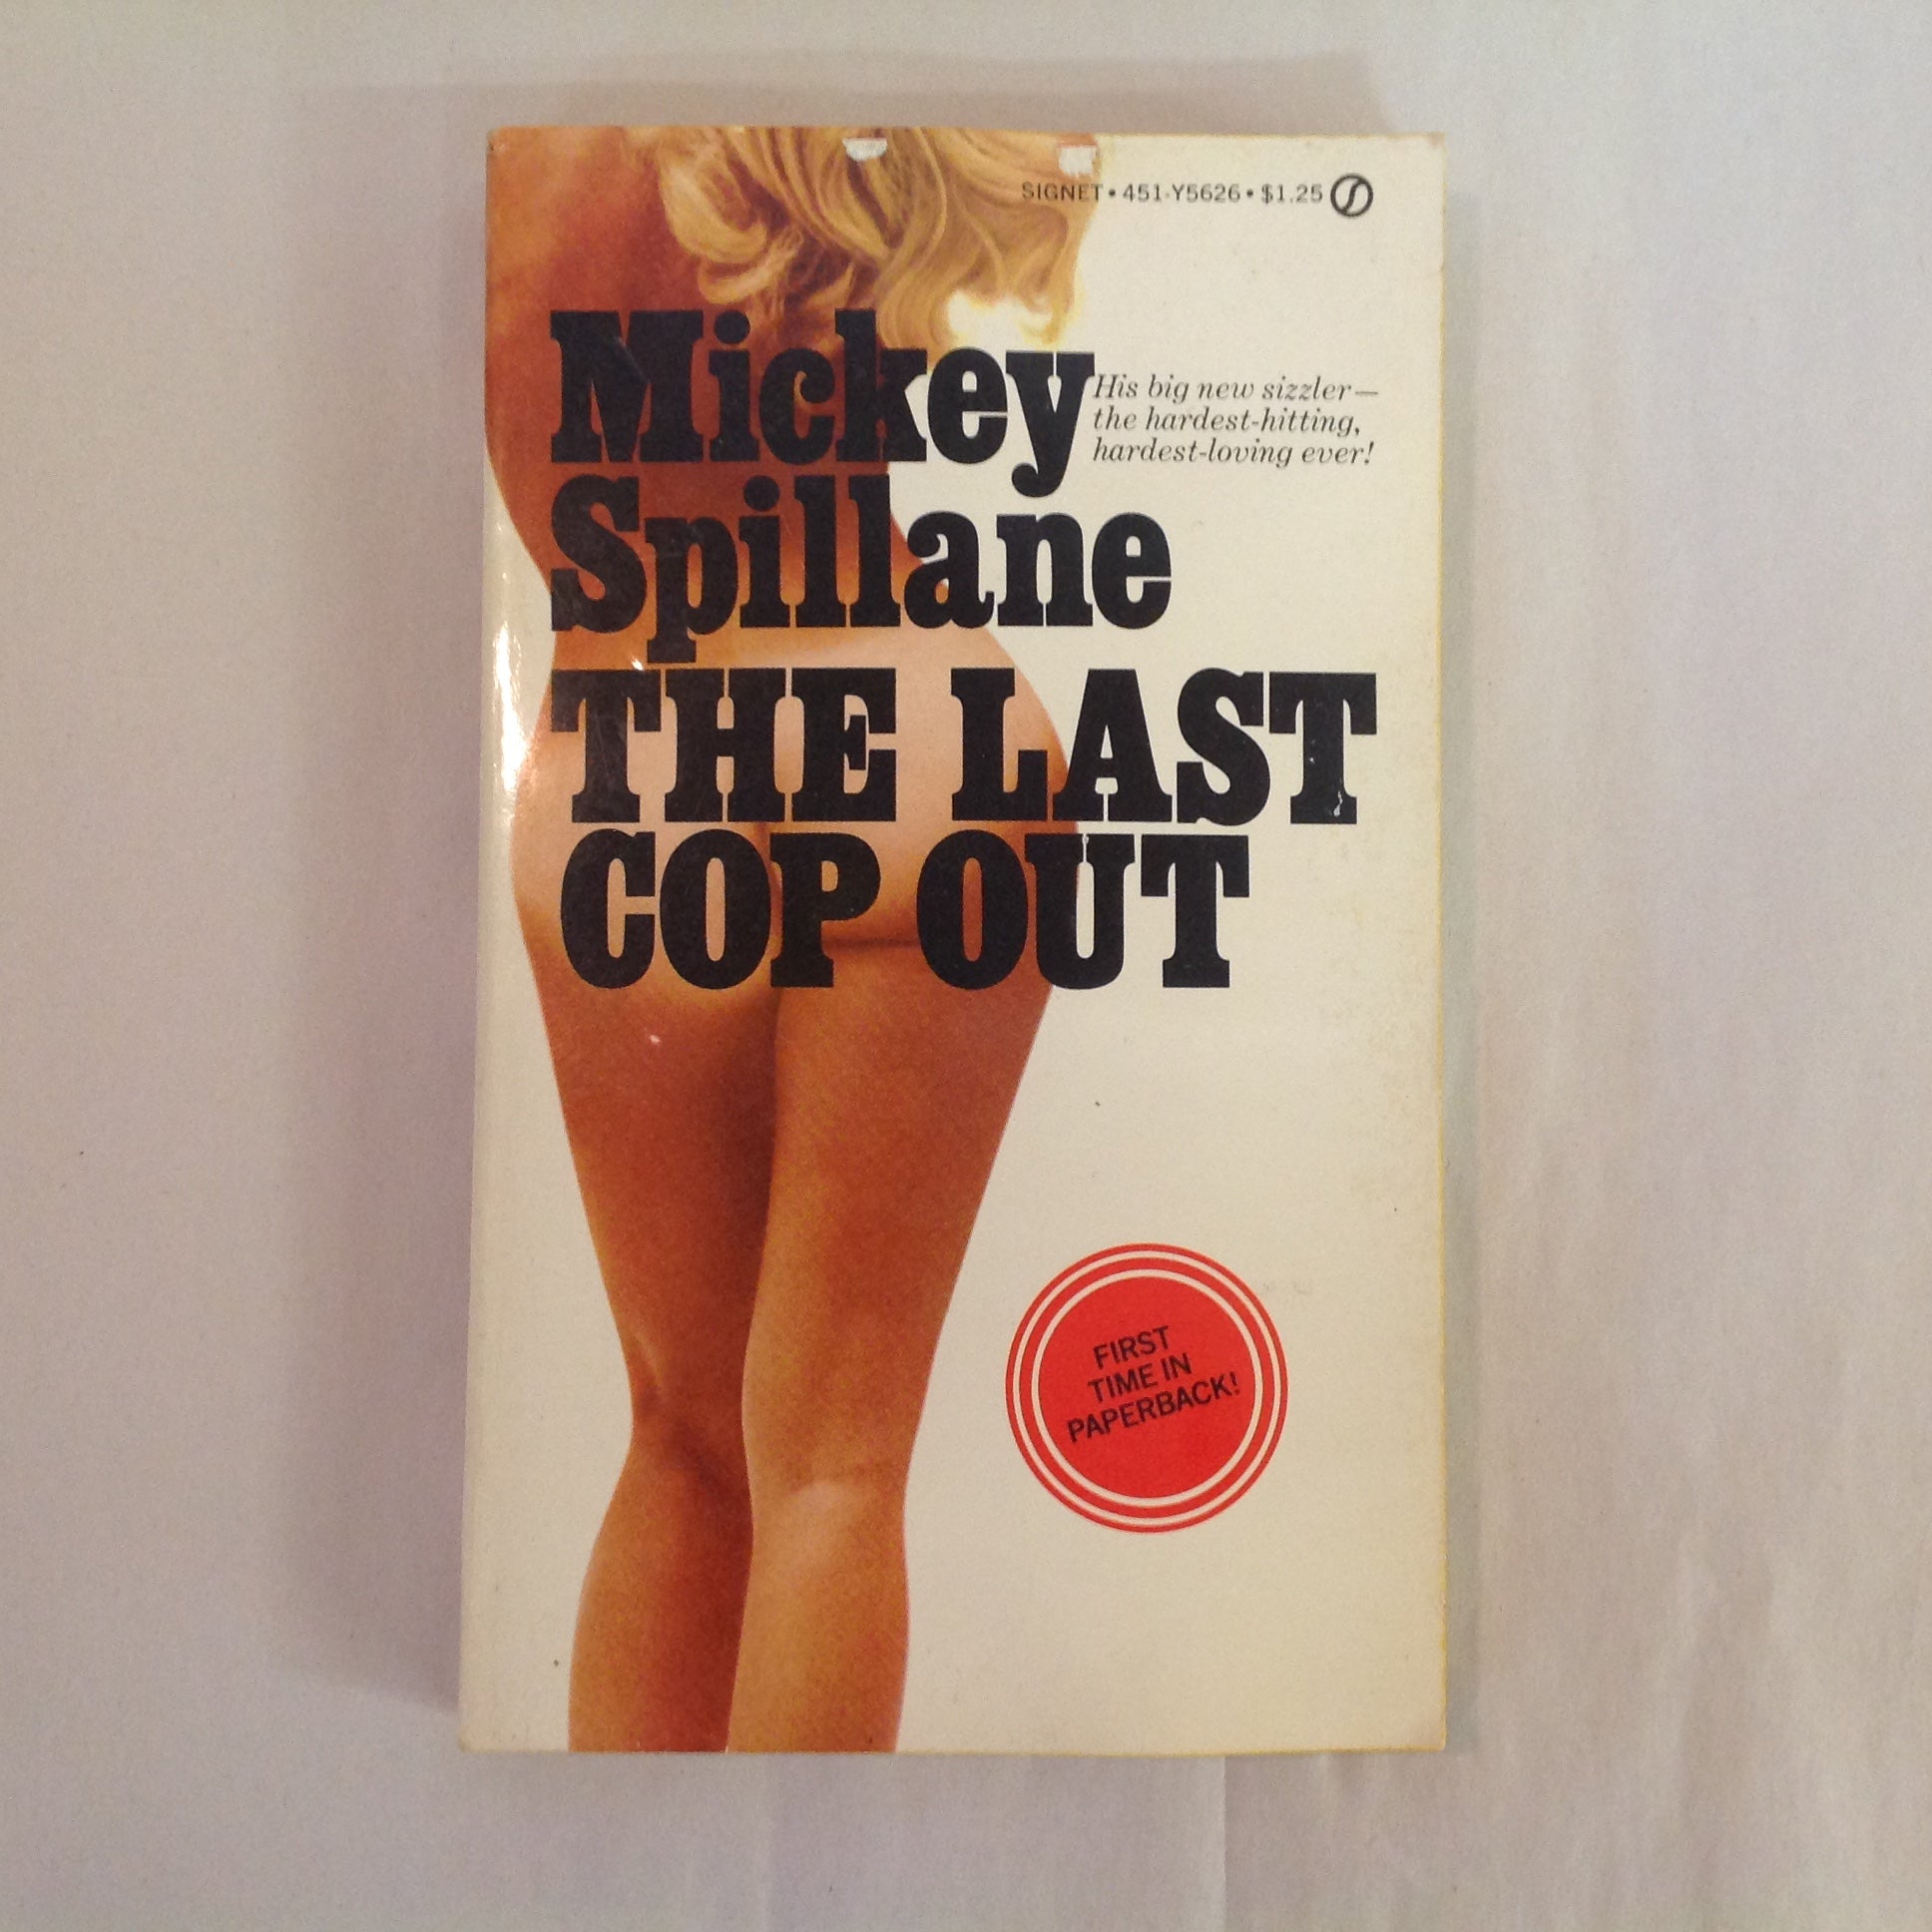 SIGNET • 451-Y5626 • $1.25
Mickey
Spillane
His big new sizzler—
the hardest-hitting,
hardest-loving ever!
THE LAST
COP OUT
FIRST
TIME IN
PAPERBACK!